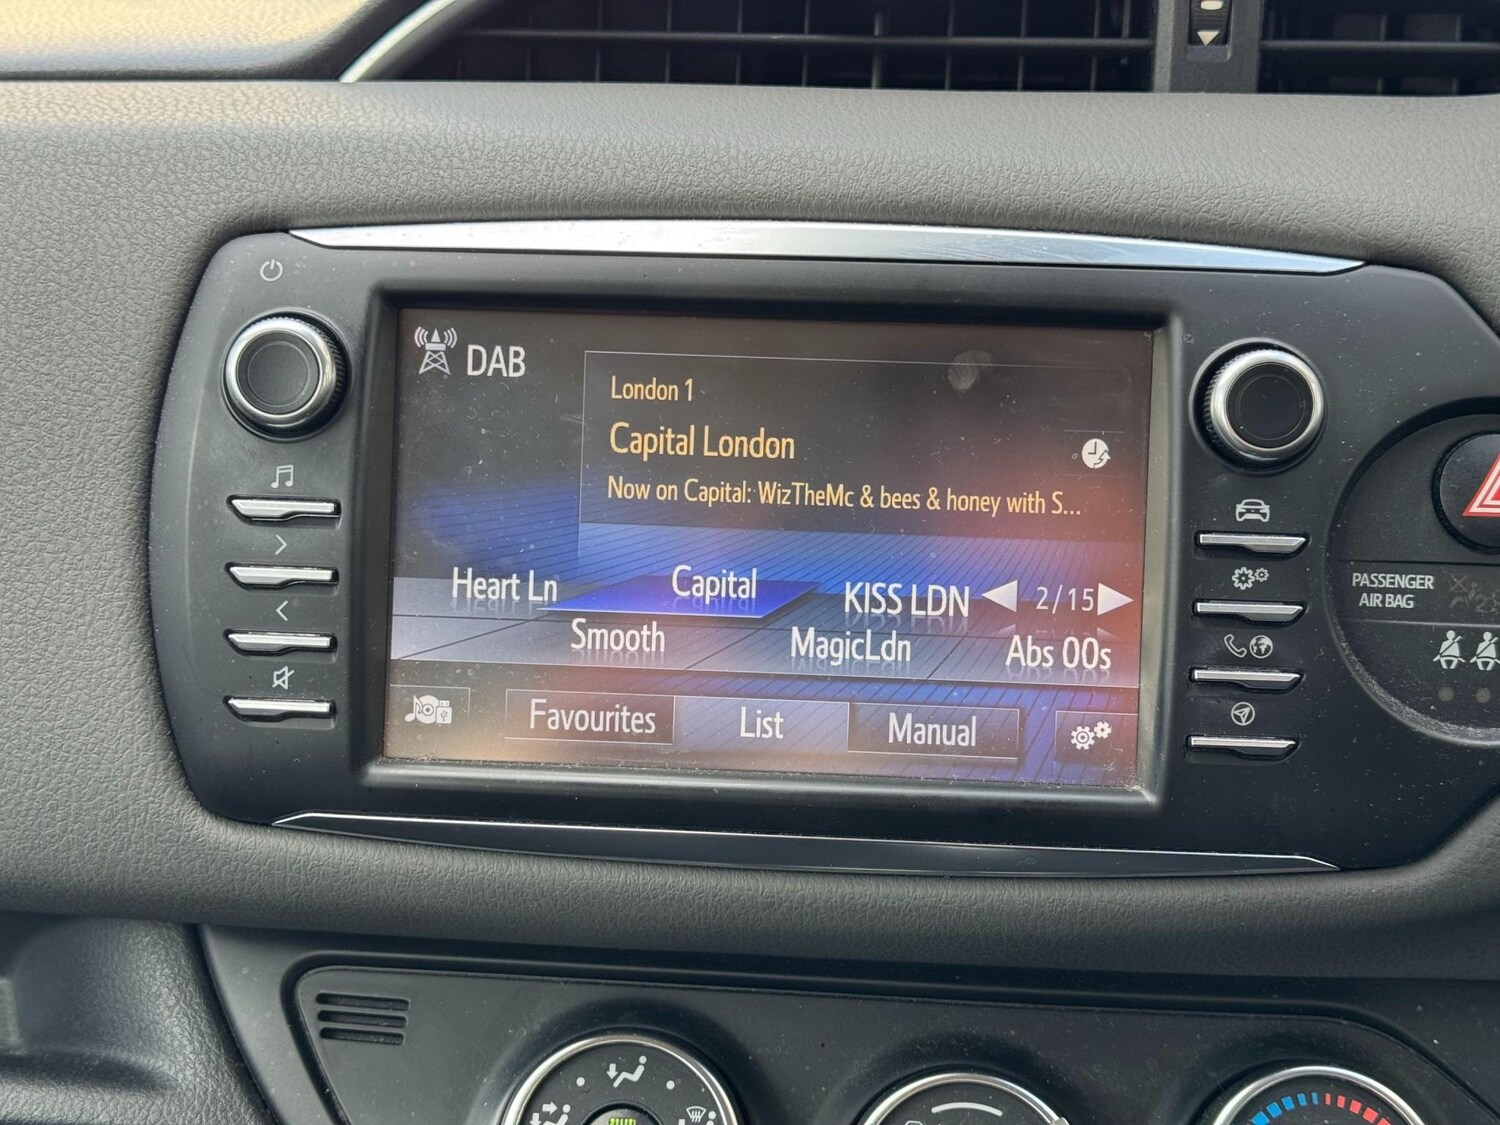 DAB
London 1
Capital London
Now on Capital: WizTheMc & bees & honey with S...
Heart Ln Capital KISS LDN 2/15
Smooth MagicLdn Abs 00s
Favourites List Manual
PASSENGER
AIR BAG